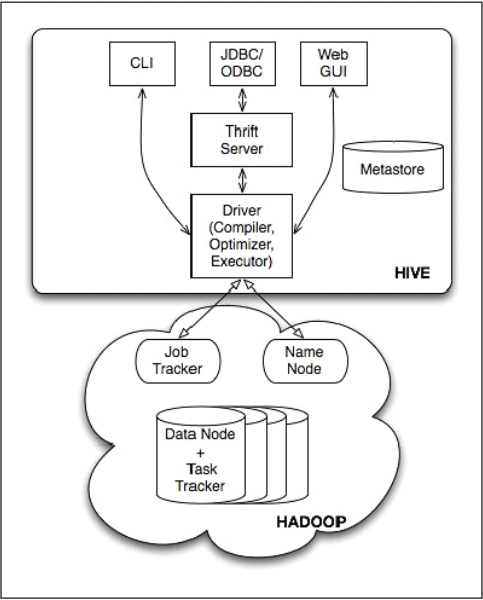 CLI
JDBC/
ODBC
Web
GUI
Thrift
Server
Metastore
Driver
(Compiler,
Optimizer,
Executor)
HIVE
Job
Tracker
Name
Node
Data Node
+
Task
Tracker
HADOOP